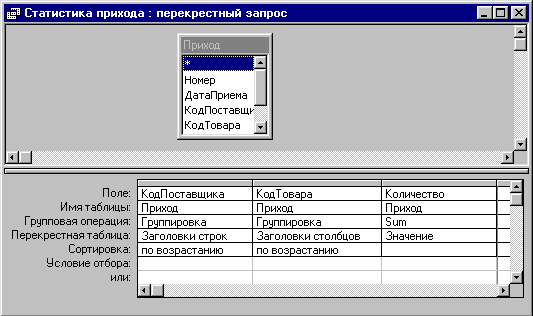 Статистика прихода : перекрестный запрос
Приход
*
Номер
ДатаПриема
КодПоставщи
КодТовара
Поле: КодПоставщика КодТовара Количество
Имя таблицы: Приход Приход Приход
Групповая операция: Группировка Группировка Sum
Перекрестная таблица: Заголовки строк Заголовки столбцов Значение
Сортировка: по возрастанию по возрастанию
Условие отбора:
или: